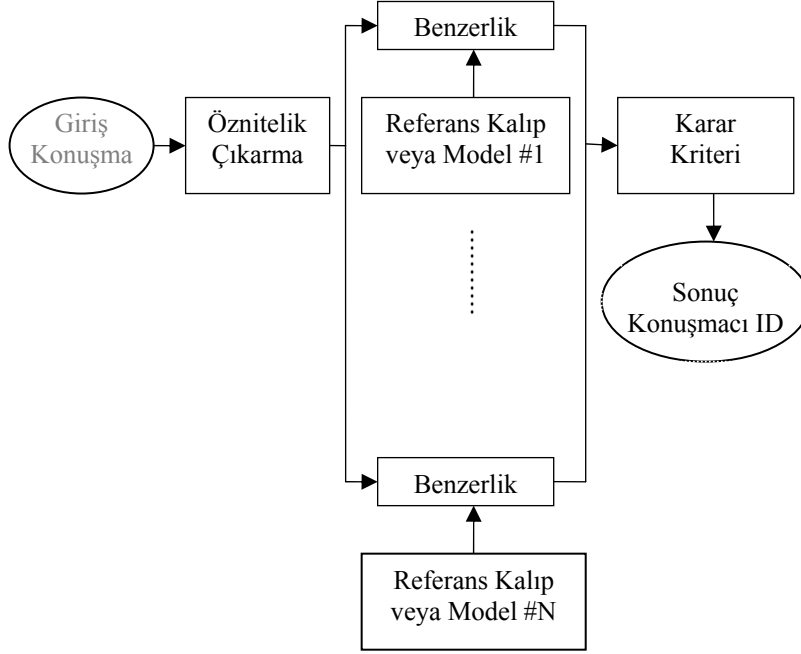 Benzerlik
Giriş
Konuşma
Öznitelik
Çıkarma
Referans Kalıp
veya Model #1
Karar
Kriteri
Sonuç
Konuşmacı ID
Benzerlik
Referans Kalıp
veya Model #N